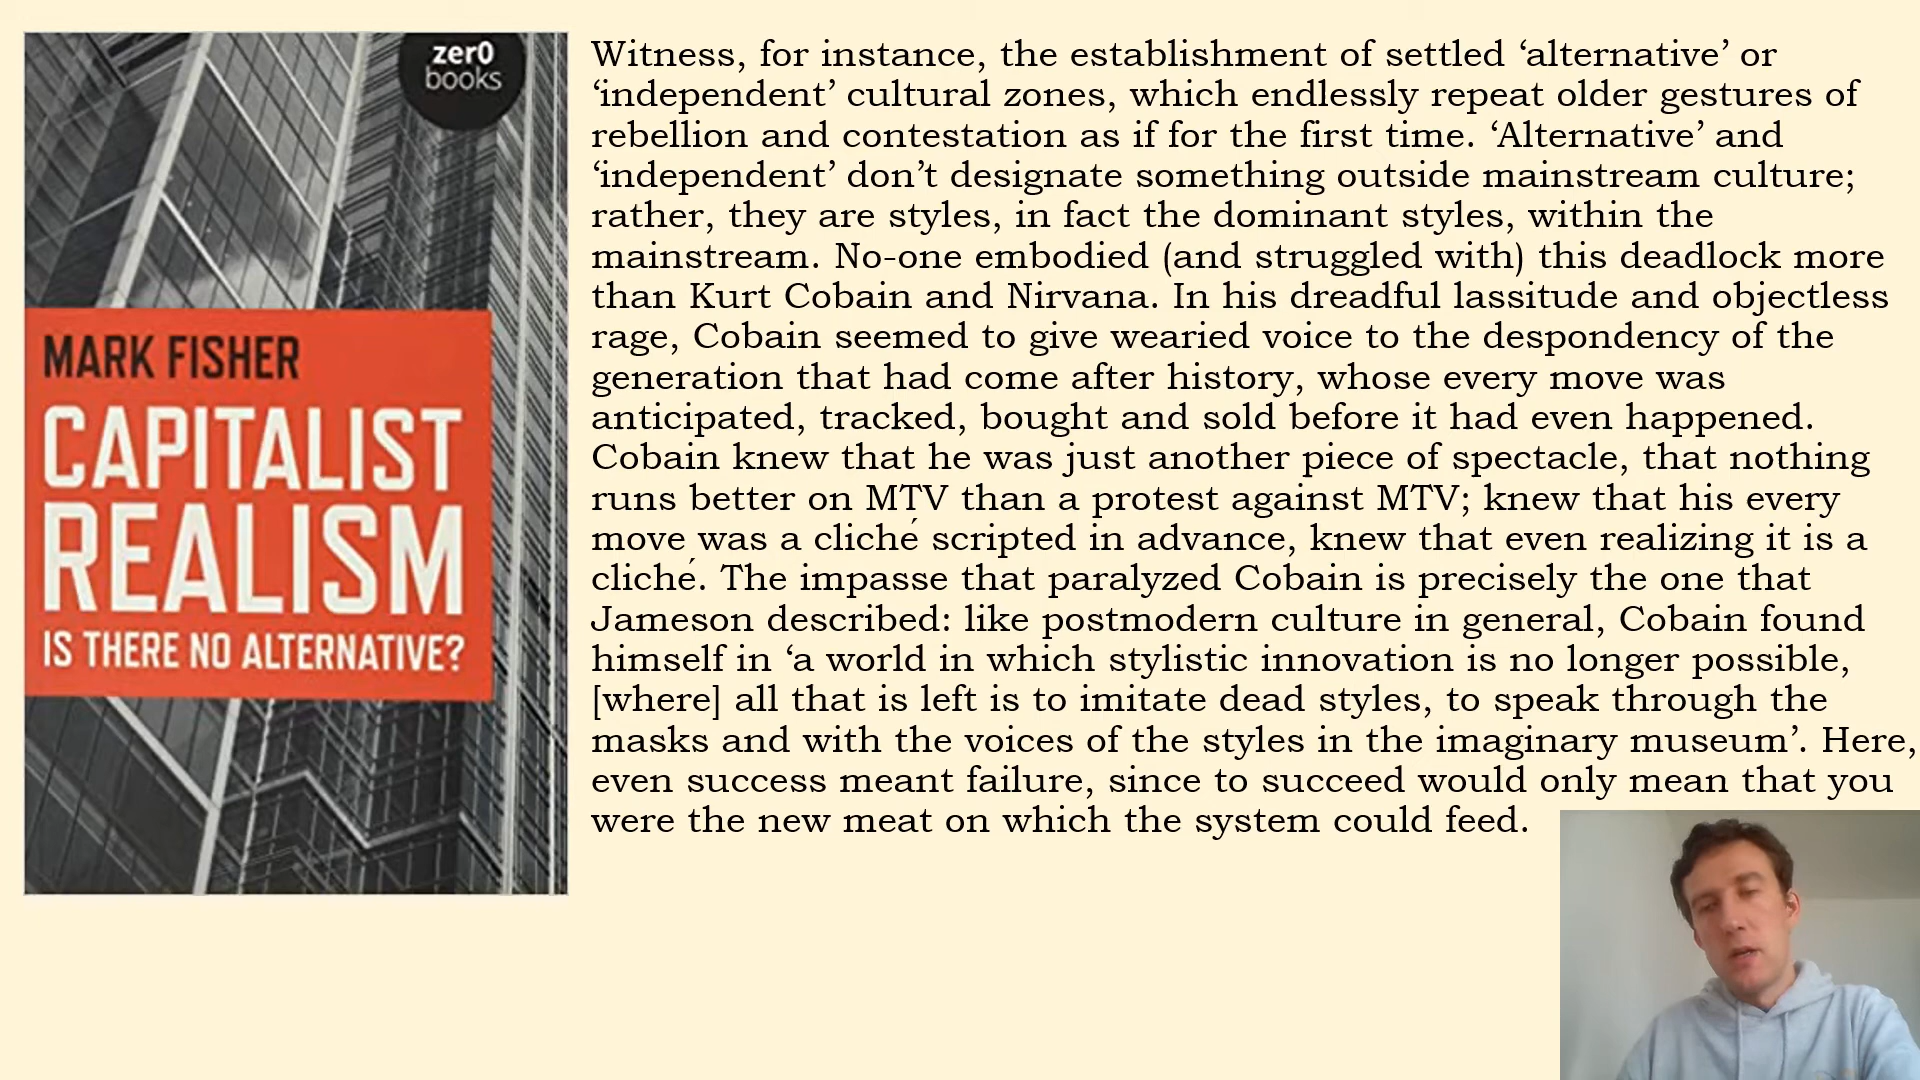 zer0
books
MARK FISHER
CAPITALIST
REALISM
IS THERE NO ALTERNATIVE?
Witness, for instance, the establishment of settled ‘alternative’ or
‘independent’ cultural zones, which endlessly repeat older gestures of
rebellion and contestation as if for the first time. ‘Alternative’ and
‘independent’ don’t designate something outside mainstream culture;
rather, they are styles, in fact the dominant styles, within the
mainstream. No-one embodied (and struggled with) this deadlock more
than Kurt Cobain and Nirvana. In his dreadful lassitude and objectless
rage, Cobain seemed to give wearied voice to the despondency of the
generation that had come after history, whose every move was
anticipated, tracked, bought and sold before it had even happened.
Cobain knew that he was just another piece of spectacle, that nothing
runs better on MTV than a protest against MTV; knew that his every
move was a cliché scripted in advance, knew that even realizing it is a
cliché. The impasse that paralyzed Cobain is precisely the one that
Jameson described: like postmodern culture in general, Cobain found
himself in ‘a world in which stylistic innovation is no longer possible,
[where] all that is left is to imitate dead styles, to speak through the
masks and with the voices of the styles in the imaginary museum’. Here,
even success meant failure, since to succeed would only mean that you
were the new meat on which the system could feed.